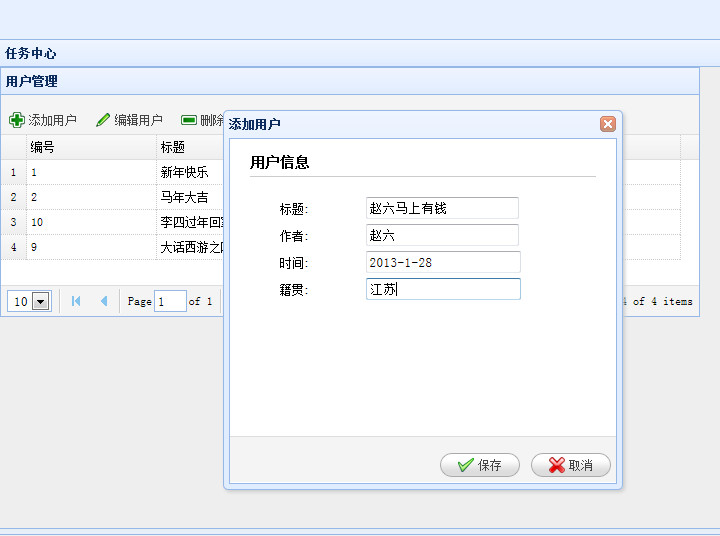 任务中心
用户管理
添加用户 编辑用户 删除
编号 标题
1 1 新年快乐
2 2 马年大吉
3 10 李四过年回
4 9 大话西游之
10 Page 1 of 1 of 4 items
添加用户
用户信息
标题: 赵六马上有钱
作者: 赵六
时间: 2013-1-28
籍贯: 江苏
保存 取消